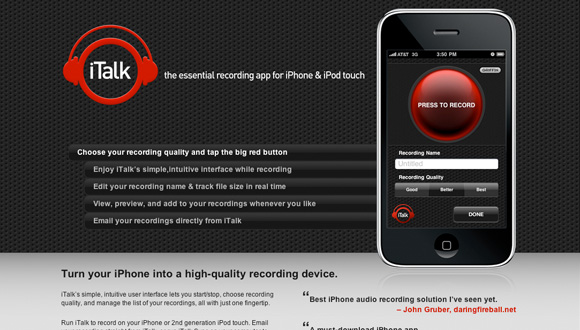 iTalk
the essential recording app for iPhone & iPod touch
Choose your recording quality and tap the big red button
Enjoy iTalk's simple,intuitive interface while recording
Edit your recording name & track file size in real time
View, preview, and add to your recordings whenever you like
Email your recordings directly from iTalk
AT&T 3G 3:50 PM
PRESS TO RECORD
Recording Name
Untitled
Recording Quality
Good Better Best
iTalk DONE
Turn your iPhone into a high-quality recording device.
iTalk's simple, intuitive user interface lets you start/stop, choose recording
quality, and manage the list of your recordings, all with just one fingertip.
Run iTalk to record on your iPhone or 2nd generation iPod touch. Email
“Best iPhone audio recording solution I've seen yet.
– John Gruber, daringfireball.net
“A must-download iPhone app